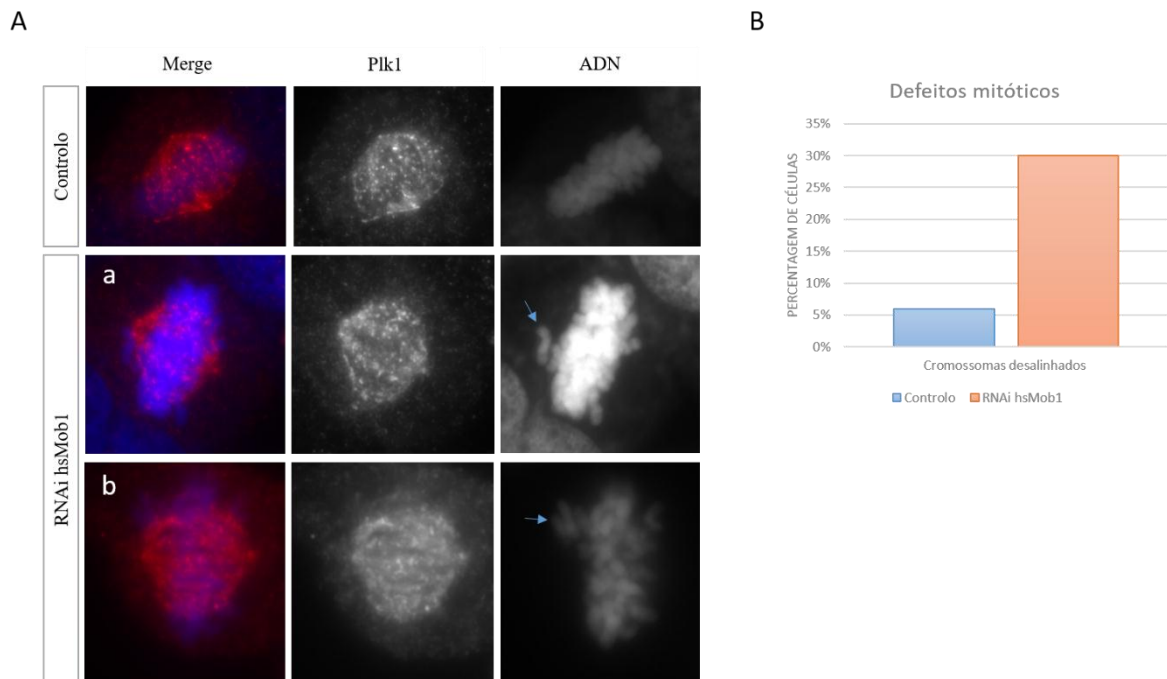 A
Merge
Plk1
ADN
Controlo
RNAi hsMob1
a
b
B
Defeitos mitóticos
PERCENTAGEM DE CÉLULAS
35%
30%
25%
20%
15%
10%
5%
0%
Cromossomas desalinhados
Controlo
RNAi hsMob1